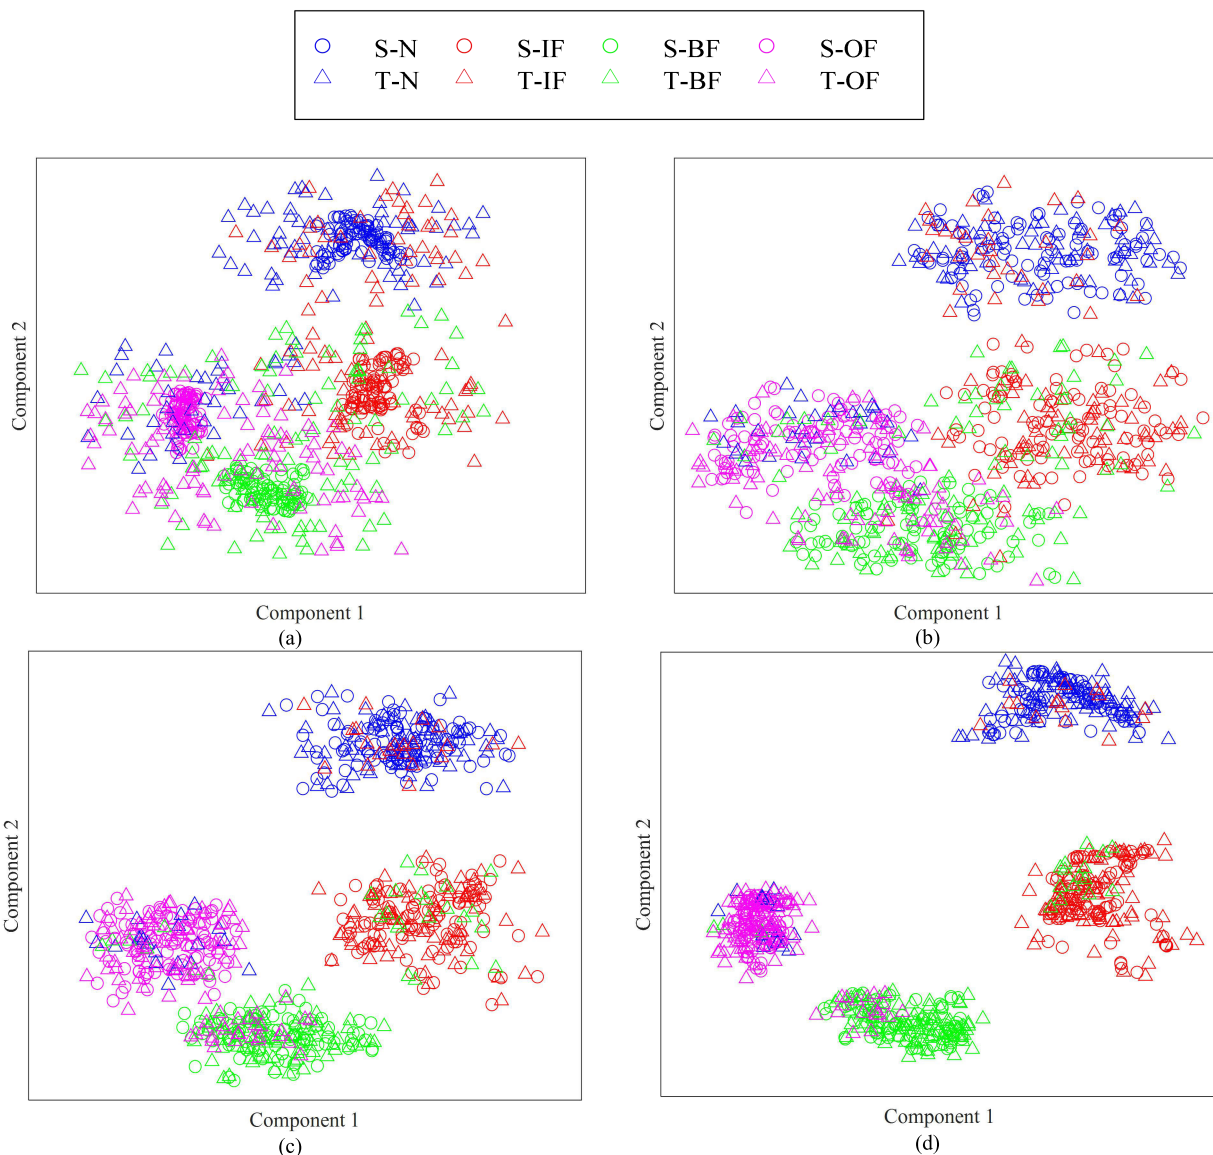 S-N S-IF S-BF S-OF
T-N T-IF T-BF T-OF
Component 2
Component 1
(a)
Component 2
Component 1
(b)
Component 2
Component 1
(c)
Component 2
Component 1
(d)